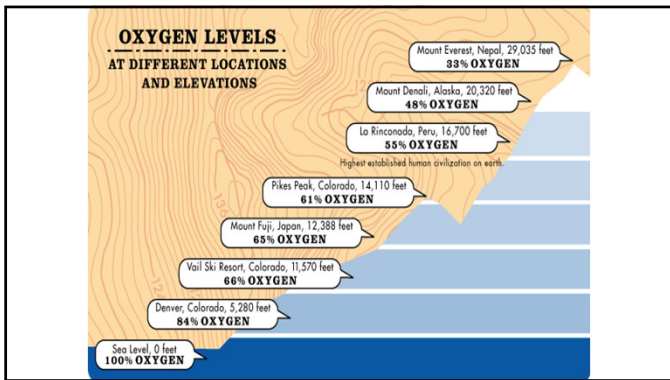 OXYGEN LEVELS
AT DIFFERENT LOCATIONS
AND ELEVATIONS
Mount Everest, Nepal, 29,035 feet
33% OXYGEN
Mount Denali, Alaska, 20,320 feet
48% OXYGEN
La Rinconada, Peru, 16,700 feet
55% OXYGEN
Highest established human civilization on earth.
Pikes Peak, Colorado, 14,110 feet
61% OXYGEN
Mount Fuji, Japan, 12,388 feet
65% OXYGEN
Vail Ski Resort, Colorado, 11,570 feet
66% OXYGEN
Denver, Colorado, 5,280 feet
84% OXYGEN
Sea Level, 0 feet
100% OXYGEN